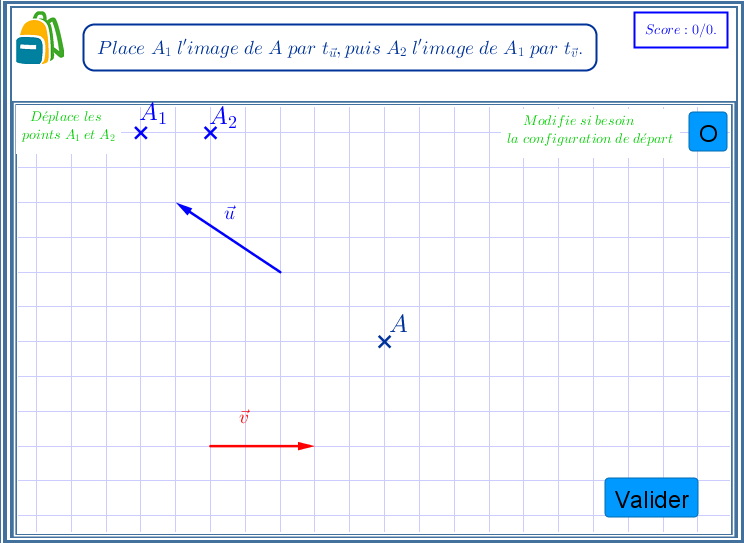 Place A₁ l'image de A par t_u⃗, puis A₂ l'image de A₁ par t_v⃗.
Score : 0/0.
Déplace les
points A₁ et A₂
A₁
A₂
Modifie si besoin
la configuration de départ
O
u⃗
A
v⃗
Valider